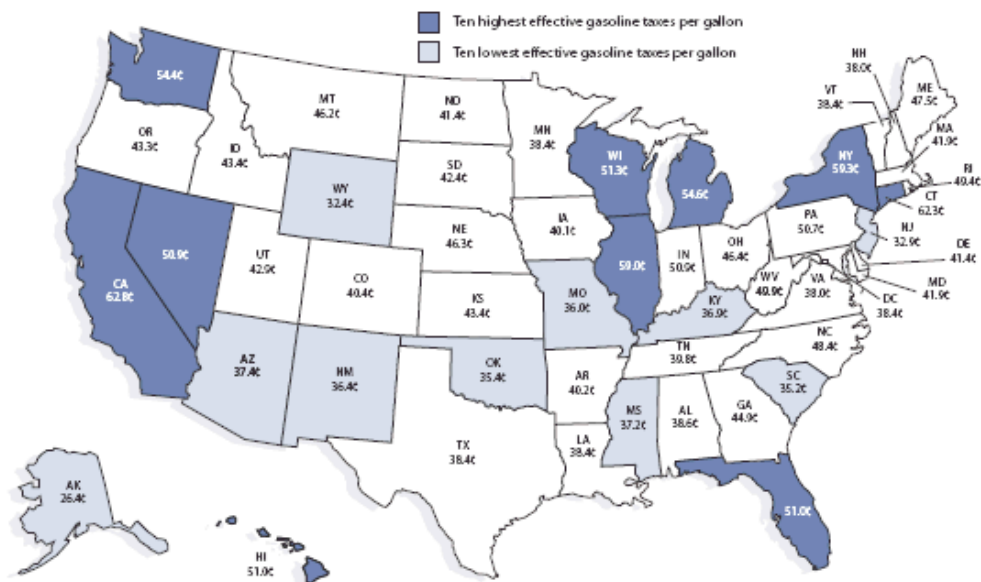 Ten highest effective gasoline taxes per gallon
Ten lowest effective gasoline taxes per gallon
54.4¢
OR
43.3¢
ID
43.4¢
MT
46.2¢
ND
41.4¢
SD
42.4¢
MN
38.4¢
WI
51.3¢
54.6¢
NY
59.3¢
NH
38.0¢
VT
38.4¢
ME
47.5¢
MA
41.9¢
RI
49.4¢
CT
62.3¢
NJ
32.9¢
DE
41.4¢
MD
41.9¢
DC
38.4¢
WY
32.4¢
NE
46.3¢
IA
40.1¢
PA
50.7¢
CA
62.8¢
50.9¢
UT
42.9¢
CO
40.4¢
KS
43.4¢
MO
36.0¢
59.0¢
IN
50.9¢
OH
46.4¢
WV
49.9¢
VA
38.0¢
KY
36.9¢
NC
48.4¢
TN
39.8¢
SC
35.2¢
AZ
37.4¢
NM
36.4¢
OK
35.4¢
AR
40.2¢
MS
37.2¢
AL
38.6¢
GA
44.9¢
TX
38.4¢
LA
38.4¢
51.0¢
AK
26.4¢
HI
51.0¢